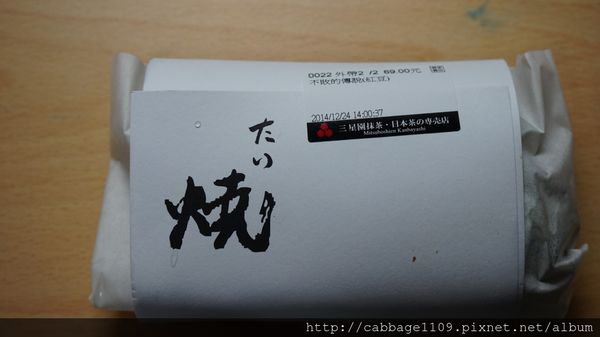 0022 外帶2 /2 69.00元
不敗的傳說(紅豆)
2014/12/24 14:00:37
三星園抹茶・日本茶の専売店
Mitsuboshien Kanbayashi
たい
焼
http://cabbage1109.pixnet.net/album